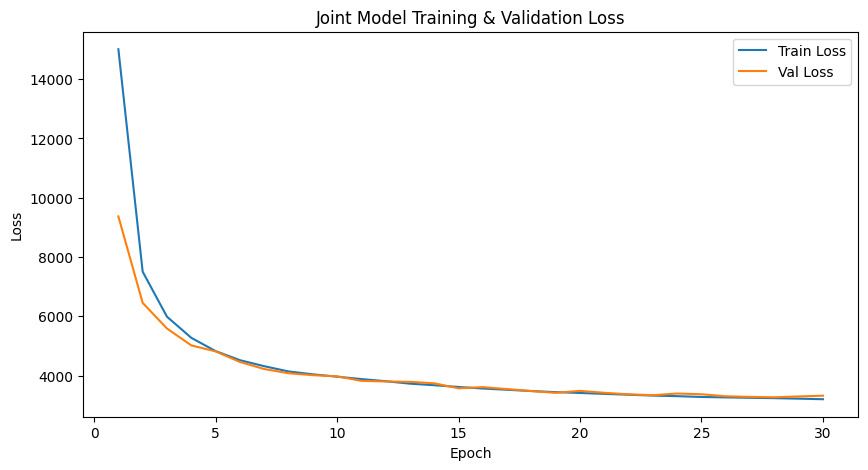 Joint Model Training & Validation Loss
Train Loss
Val Loss
14000
12000
10000
8000
6000
4000
Loss
0
5
10
15
20
25
30
Epoch